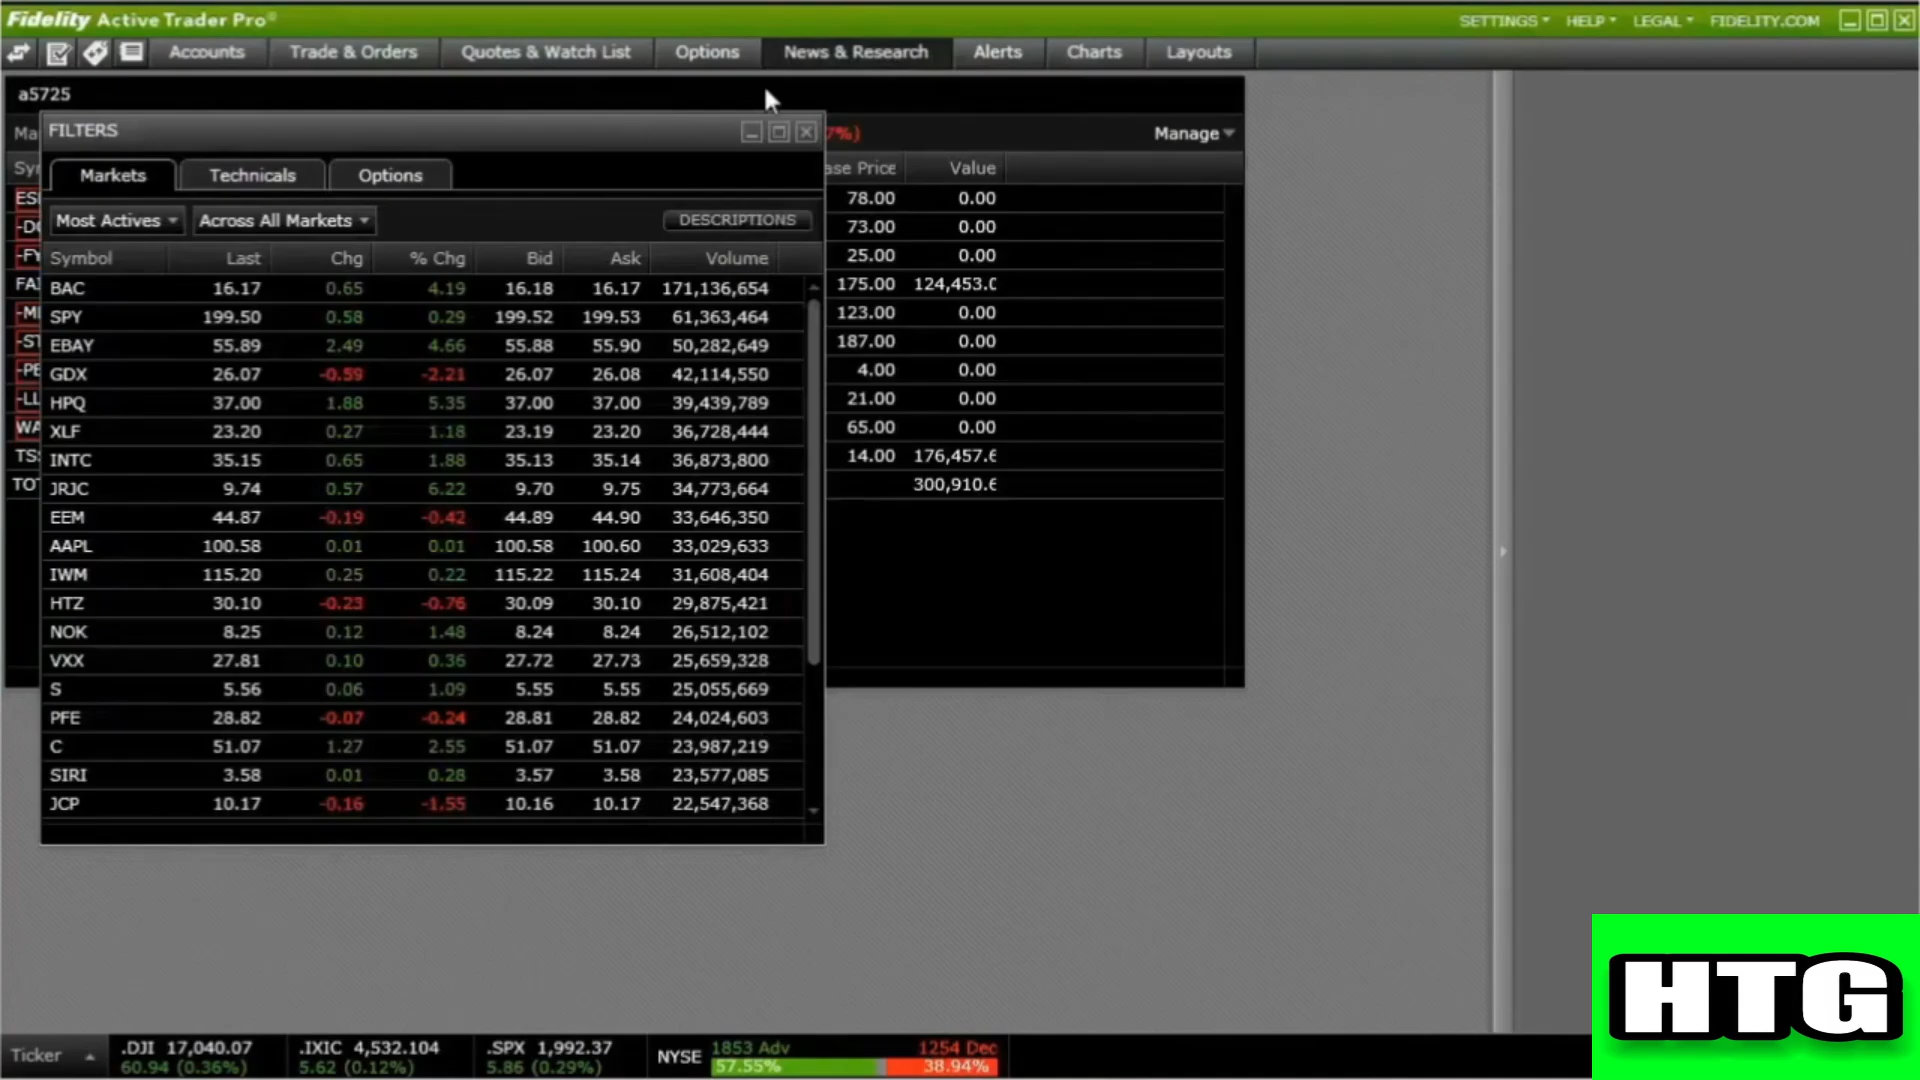 Fidelity Active Trader Pro® SETTINGS HELP LEGAL FIDELITY.COM
Accounts Trade & Orders Quotes & Watch List Options News & Research Alerts Charts Layouts
a5725
FILTERS
7%) Manage
Markets Technicals Options
ase Price Value
Most Actives Across All Markets DESCRIPTIONS
Symbol Last Chg % Chg Bid Ask Volume
BAC 16.17 0.65 4.19 16.18 16.17 171,136,654
SPY 199.50 0.58 0.29 199.52 199.53 61,363,464
EBAY 55.89 2.49 4.66 55.88 55.90 50,282,649
GDX 26.07 -0.59 -2.21 26.07 26.08 42,114,550
HPQ 37.00 1.88 5.35 37.00 37.00 39,439,789
XLF 23.20 0.27 1.18 23.19 23.20 36,728,444
INTC 35.15 0.65 1.88 35.13 35.14 36,873,800
JRJC 9.74 0.57 6.22 9.70 9.75 34,773,664
EEM 44.87 -0.19 -0.42 44.89 44.90 33,646,350
AAPL 100.58 0.01 0.01 100.58 100.60 33,029,633
IWM 115.20 0.25 0.22 115.22 115.24 31,608,404
HTZ 30.10 -0.23 -0.76 30.09 30.10 29,875,421
NOK 8.25 0.12 1.48 8.24 8.24 26,512,102
VXX 27.81 0.10 0.36 27.72 27.73 25,659,328
S 5.56 0.06 1.09 5.55 5.55 25,055,669
PFE 28.82 -0.07 -0.24 28.81 28.82 24,024,603
C 51.07 1.27 2.55 51.07 51.07 23,987,219
SIRI 3.58 0.01 0.28 3.57 3.58 23,577,085
JCP 10.17 -0.16 -1.55 10.16 10.17 22,547,368
78.00 0.00
73.00 0.00
25.00 0.00
175.00 124,453.0
123.00 0.00
187.00 0.00
4.00 0.00
21.00 0.00
65.00 0.00
14.00 176,457.6
300,910.6
HTG
Ticker .DJI 17,040.07 .IXIC 4,532.104 .SPX 1,992.37 NYSE 1853 Adv 1254 Dec
60.94 (0.36%) 5.62 (0.12%) 5.86 (0.29%) 57.55% 38.94%